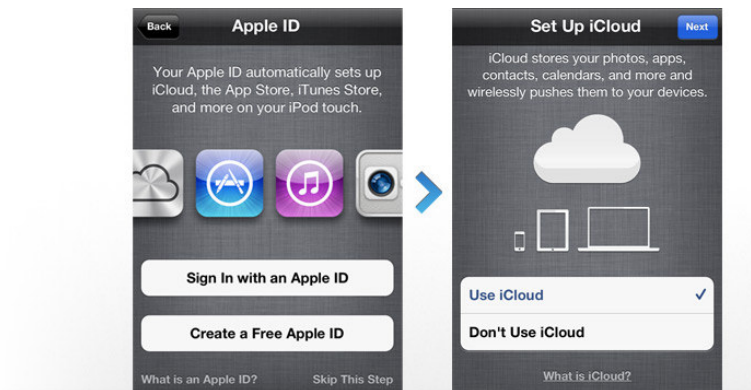 Back
Apple ID
Your Apple ID automatically sets up
iCloud, the App Store, iTunes Store,
and more on your iPod touch.
Sign In with an Apple ID
Create a Free Apple ID
What is an Apple ID?
Skip This Step
Set Up iCloud
Next
iCloud stores your photos, apps,
contacts, calendars, and more and
wirelessly pushes them to your devices.
Use iCloud
Don't Use iCloud
What is iCloud?